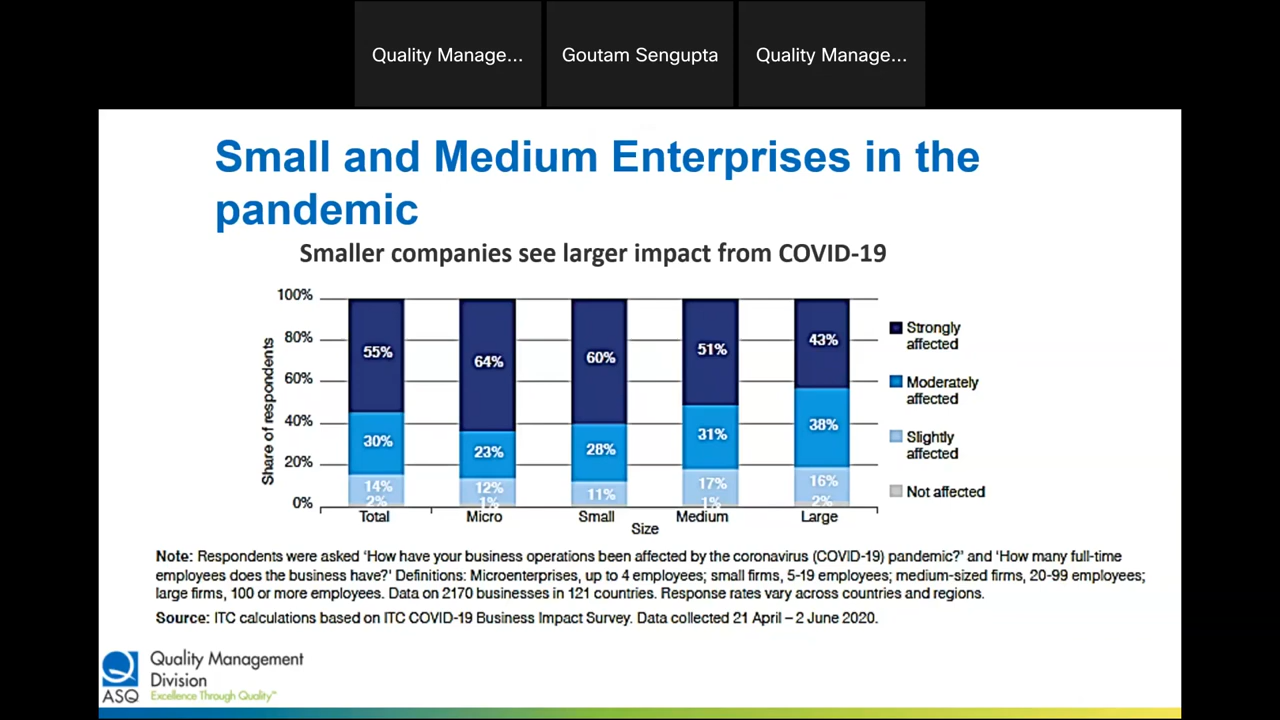 Quality Manage...
Goutam Sengupta
Quality Manage...
Small and Medium Enterprises in the
pandemic
Smaller companies see larger impact from COVID-19
100%
80%
60%
40%
20%
0%
Share of respondents
55%
30%
14%
2%
64%
23%
12%
1%
60%
28%
11%
51%
31%
17%
1%
43%
38%
16%
2%
Total
Micro
Small
Medium
Large
Size
Strongly
affected
Moderately
affected
Slightly
affected
Not affected
Note: Respondents were asked ‘How have your business operations been affected by the coronavirus (COVID-19) pandemic?’ and ‘How many full-time
employees does the business have?’ Definitions: Microenterprises, up to 4 employees; small firms, 5-19 employees; medium-sized firms, 20-99 employees;
large firms, 100 or more employees. Data on 2170 businesses in 121 countries. Response rates vary across countries and regions.
Source: ITC calculations based on ITC COVID-19 Business Impact Survey. Data collected 21 April – 2 June 2020.
Quality Management
Division
Excellence Through Quality™
ASQ